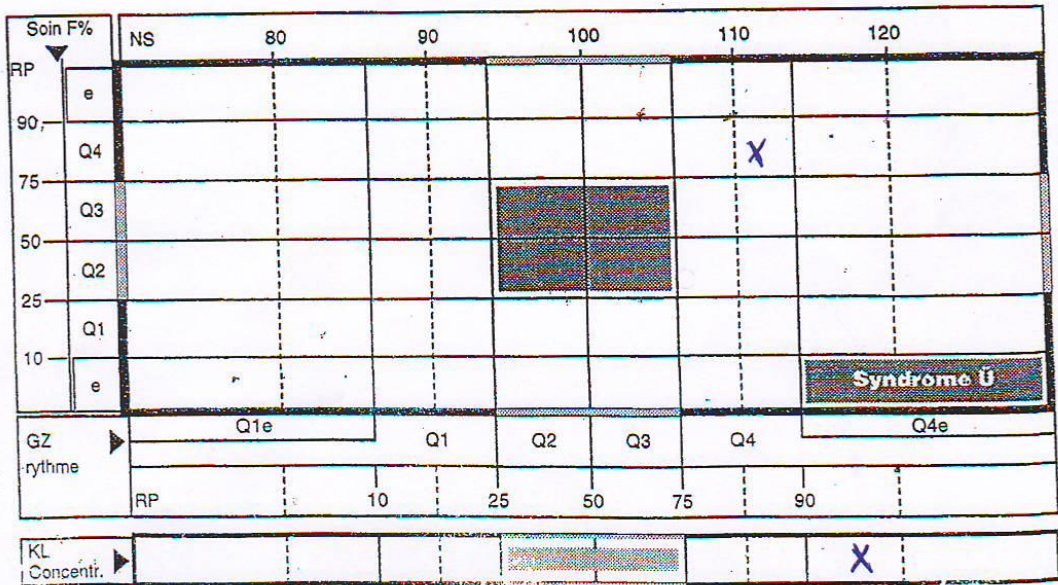 Soin F%
NS 80 90 100 110 120
RP
e
90
Q4
X
75
Q3
50
Q2
25
Q1
10
e
Syndrome Ü
GZ
rythme
Q1e Q1 Q2 Q3 Q4 Q4e
RP 10 25 50 75 90
KL
Concentr.
X